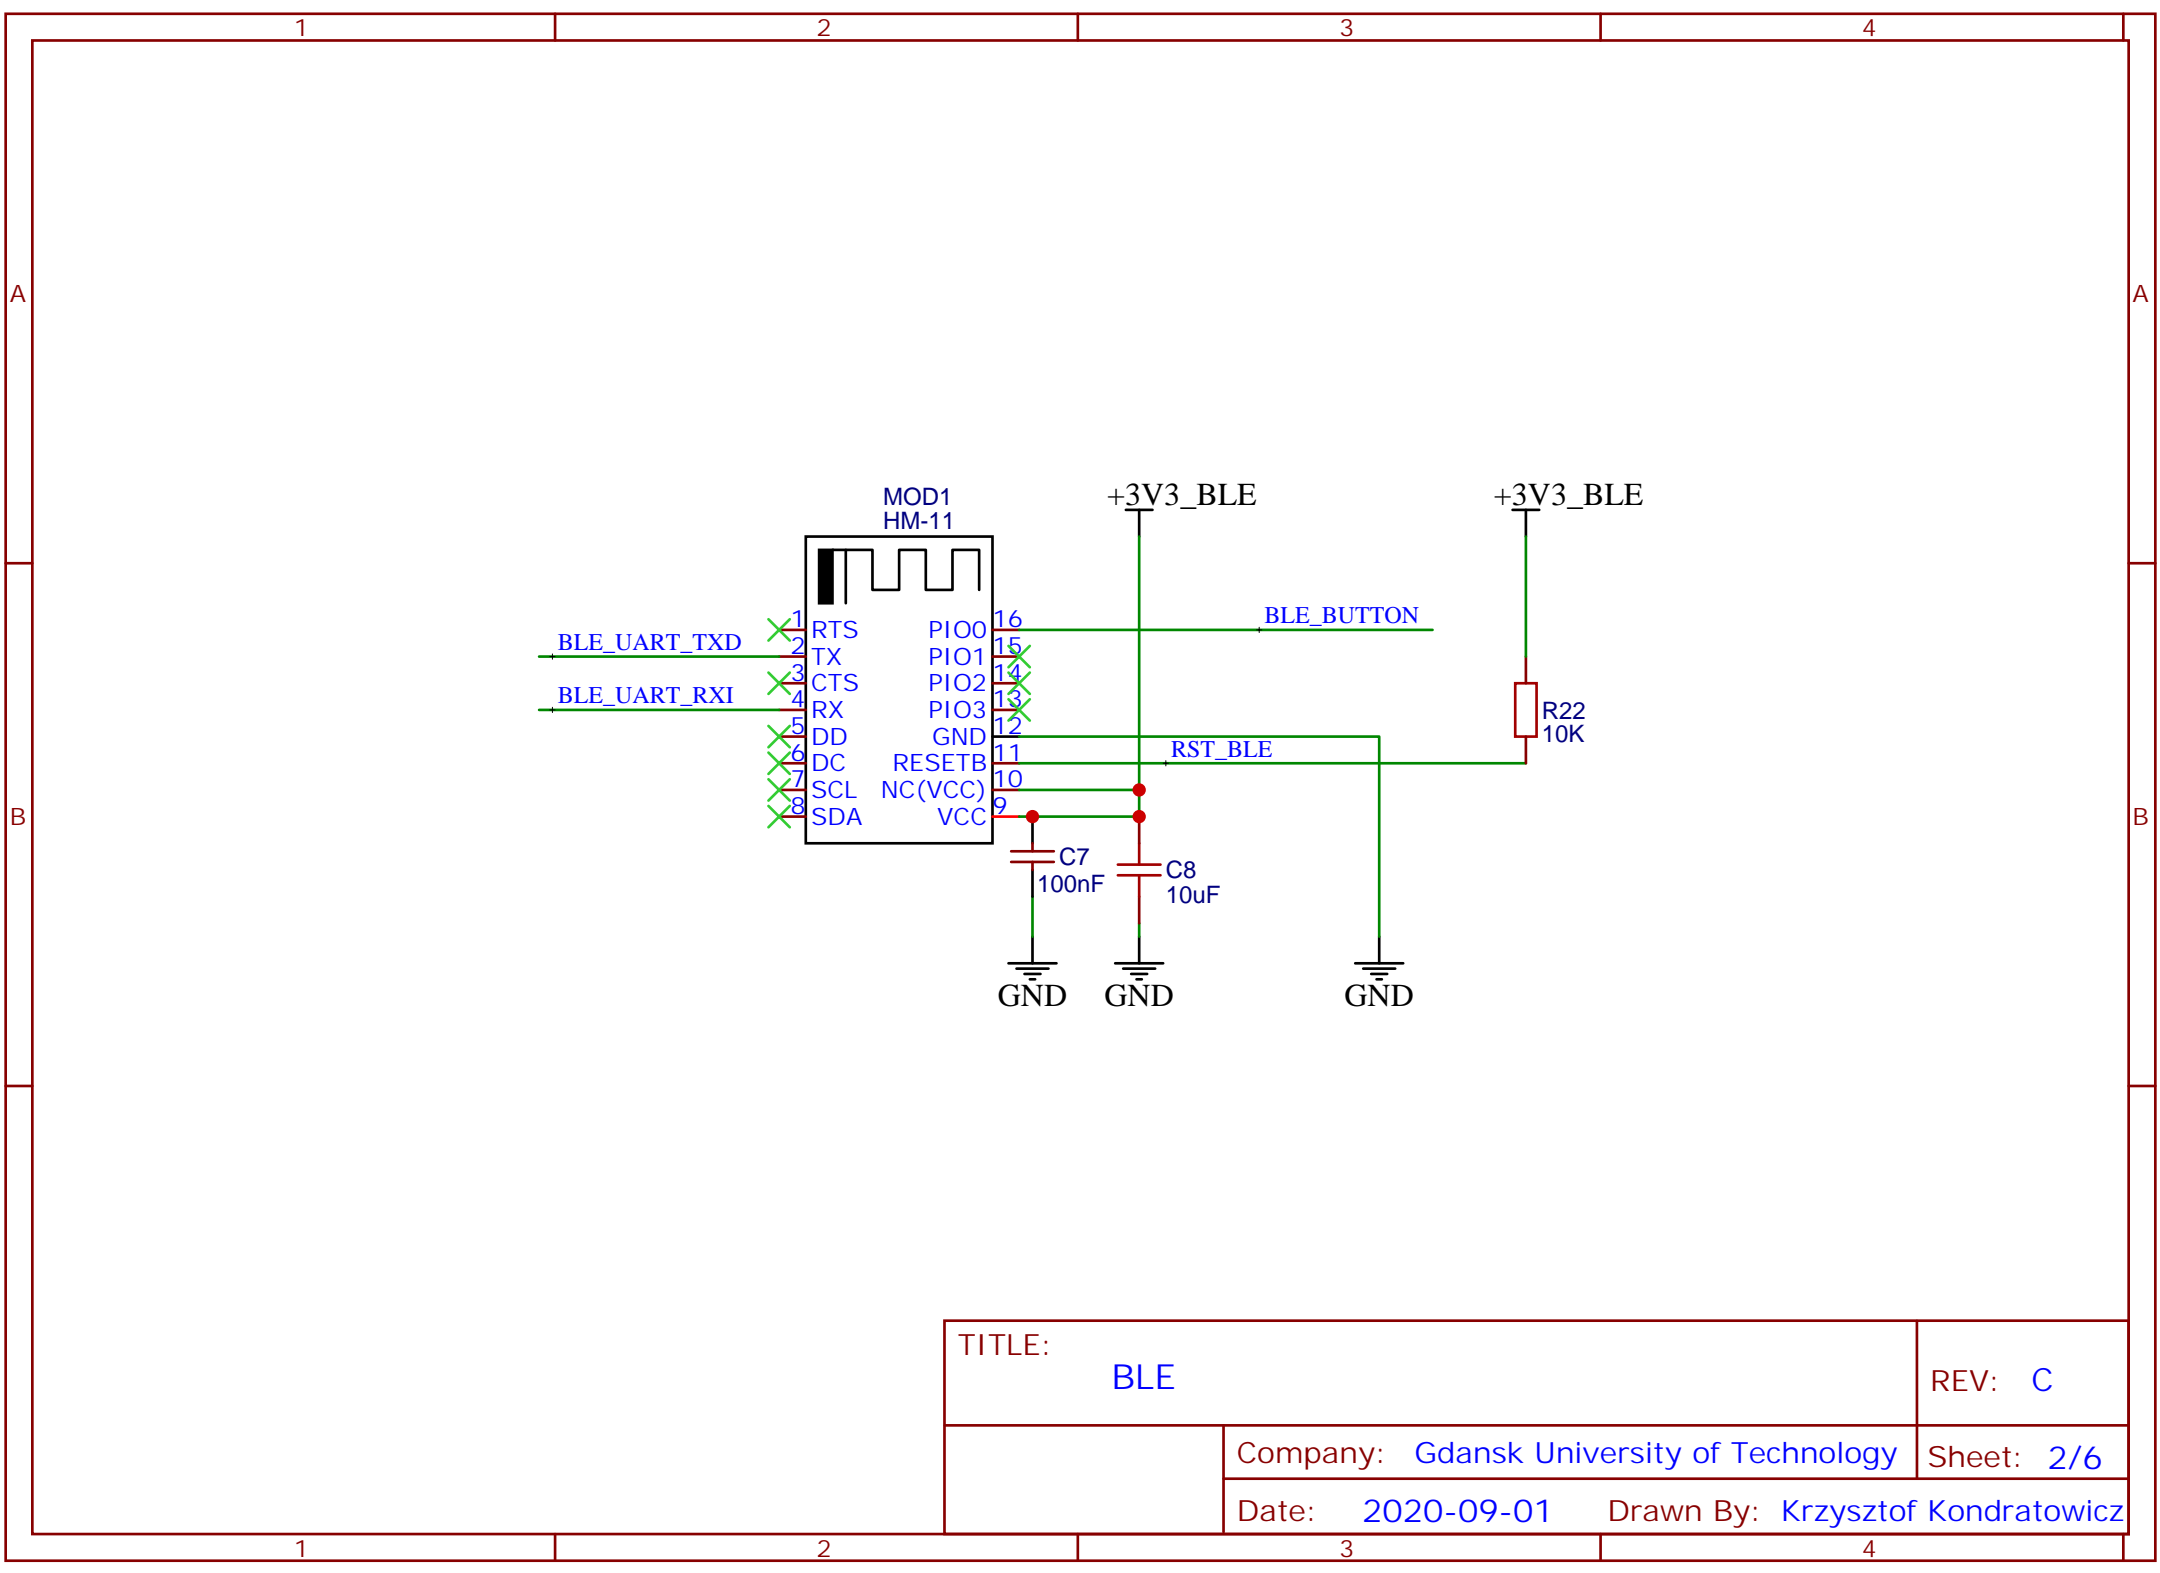 1 2 3 4
A A
B B
MOD1
HM-11
+3V3_BLE +3V3_BLE
1 RTS PIO0 16 BLE_BUTTON
BLE_UART_TXD 2 TX PIO1 15
3 CTS PIO2 14
BLE_UART_RXI 4 RX PIO3 13
5 DD GND 12
6 DC RESETB 11 RST_BLE
7 SCL NC(VCC) 10
8 SDA VCC 9
R22
10K
C7
100nF
C8
10uF
GND GND GND
TITLE:
BLE
REV: C
Company: Gdansk University of Technology
Sheet: 2/6
Date: 2020-09-01 Drawn By: Krzysztof Kondratowicz
1 2 3 4